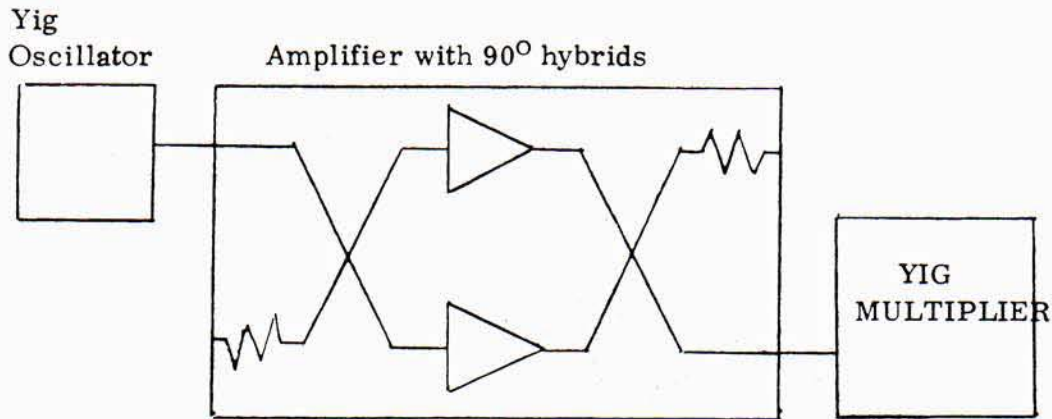 Yig
Oscillator
Amplifier with 90° hybrids
YIG
MULTIPLIER